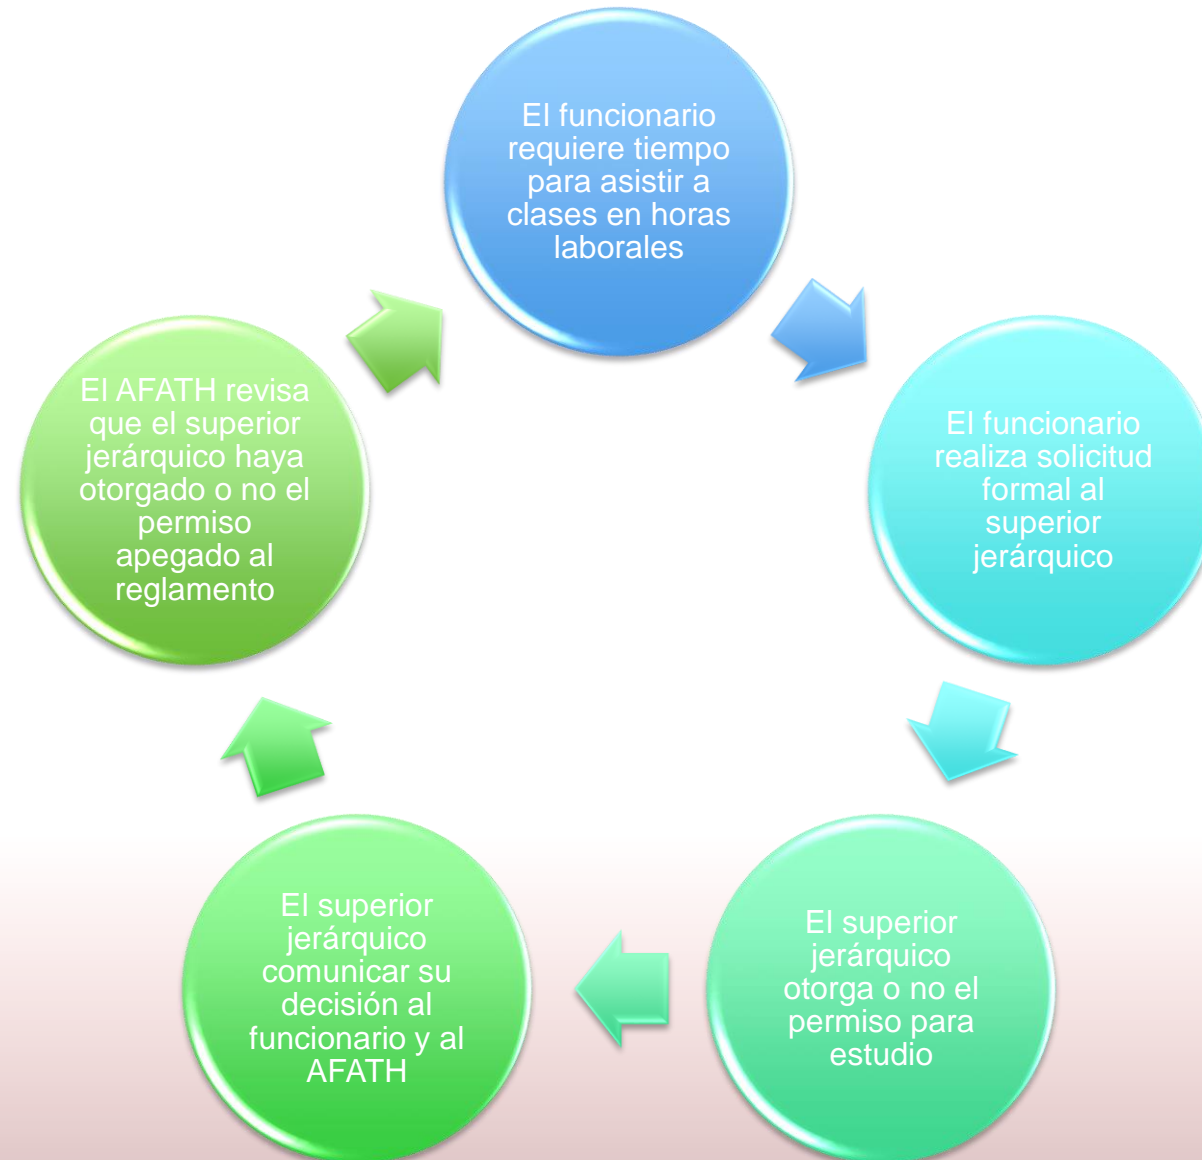 El funcionario
requiere tiempo
para asistir a
clases en horas
laborales
El funcionario
realiza solicitud
formal al
superior
jerárquico
El superior
jerárquico
otorga o no el
permiso para
estudio
El superior
jerárquico
comunicar su
decisión al
funcionario y al
AFATH
El AFATH revisa
que el superior
jerárquico haya
otorgado o no el
permiso
apegado al
reglamento